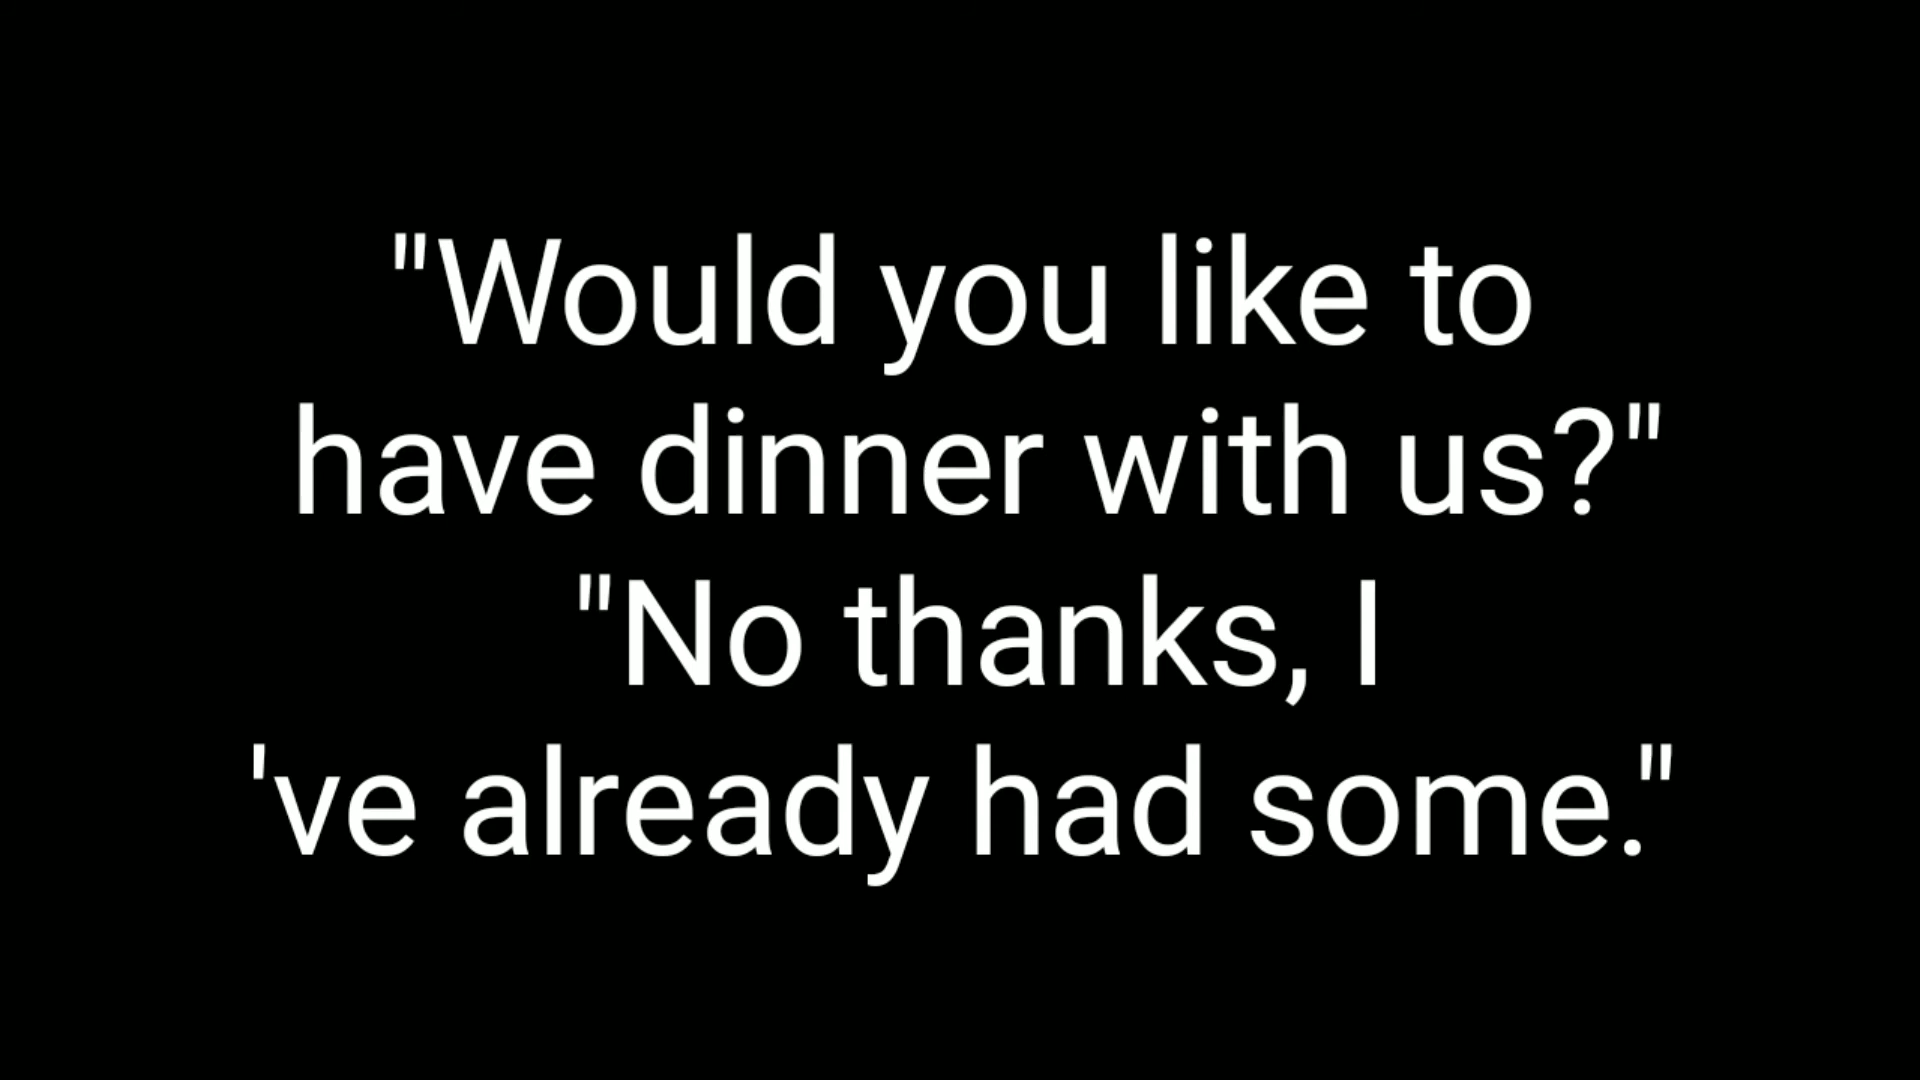 "Would you like to
have dinner with us?"
"No thanks, I
've already had some."